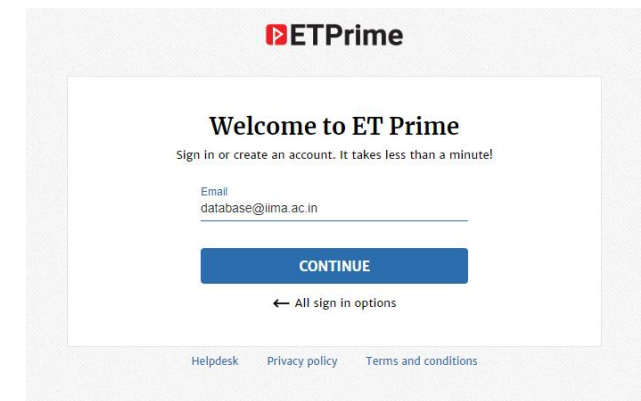 ETPrime
Welcome to ET Prime
Sign in or create an account. It takes less than a minute!
Email
database@iima.ac.in
CONTINUE
← All sign in options
Helpdesk Privacy policy Terms and conditions